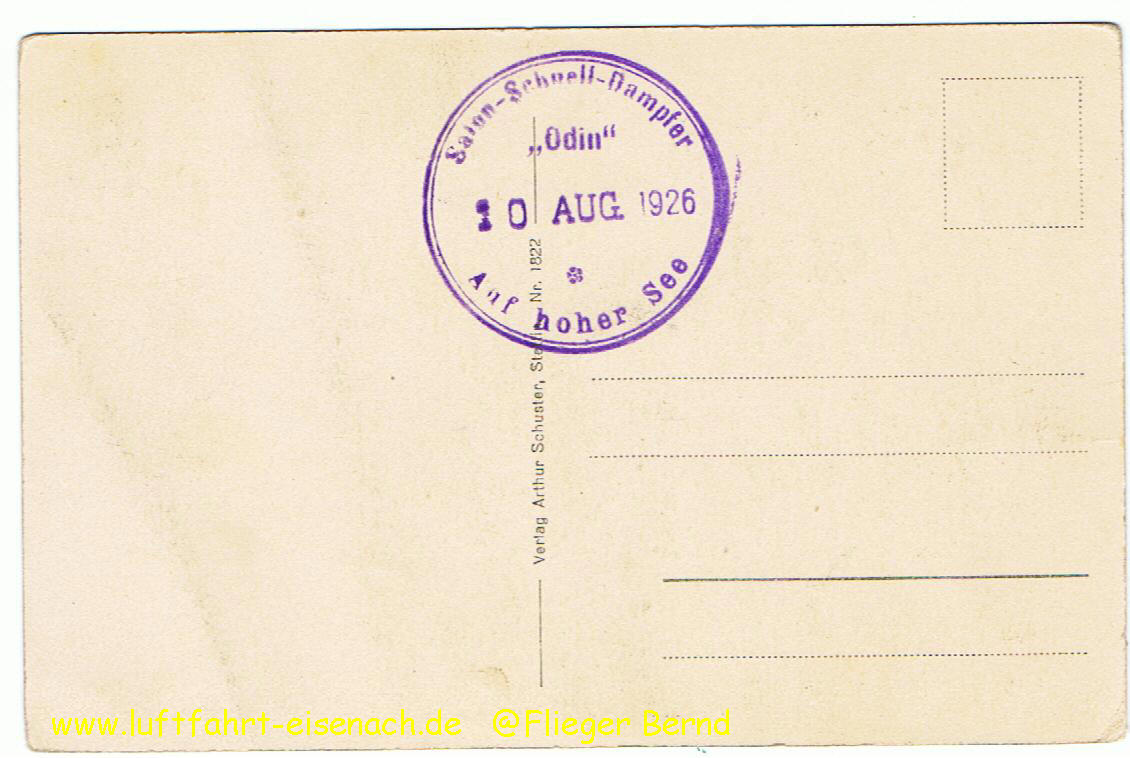 Salon-Schnell-Dampfer
„Odin“
10 AUG. 1926
Auf hoher See
Verlag Arthur Schuster, Stettin, Nr. 1822
www.luftfahrt-eisenach.de @Flieger Bernd